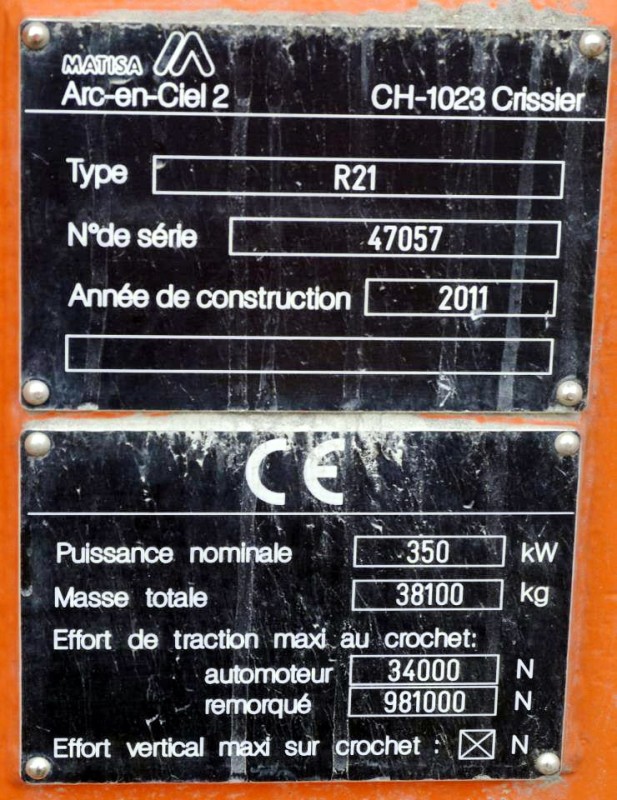 MATISA
Arc-en-Ciel 2 CH-1023 Crissier
Type R21
N°de série 47057
Année de construction 2011
CE
Puissance nominale 350 kW
Masse totale 38100 kg
Effort de traction maxi au crochet:
automoteur 34000 N
remorqué 981000 N
Effort vertical maxi sur crochet : N